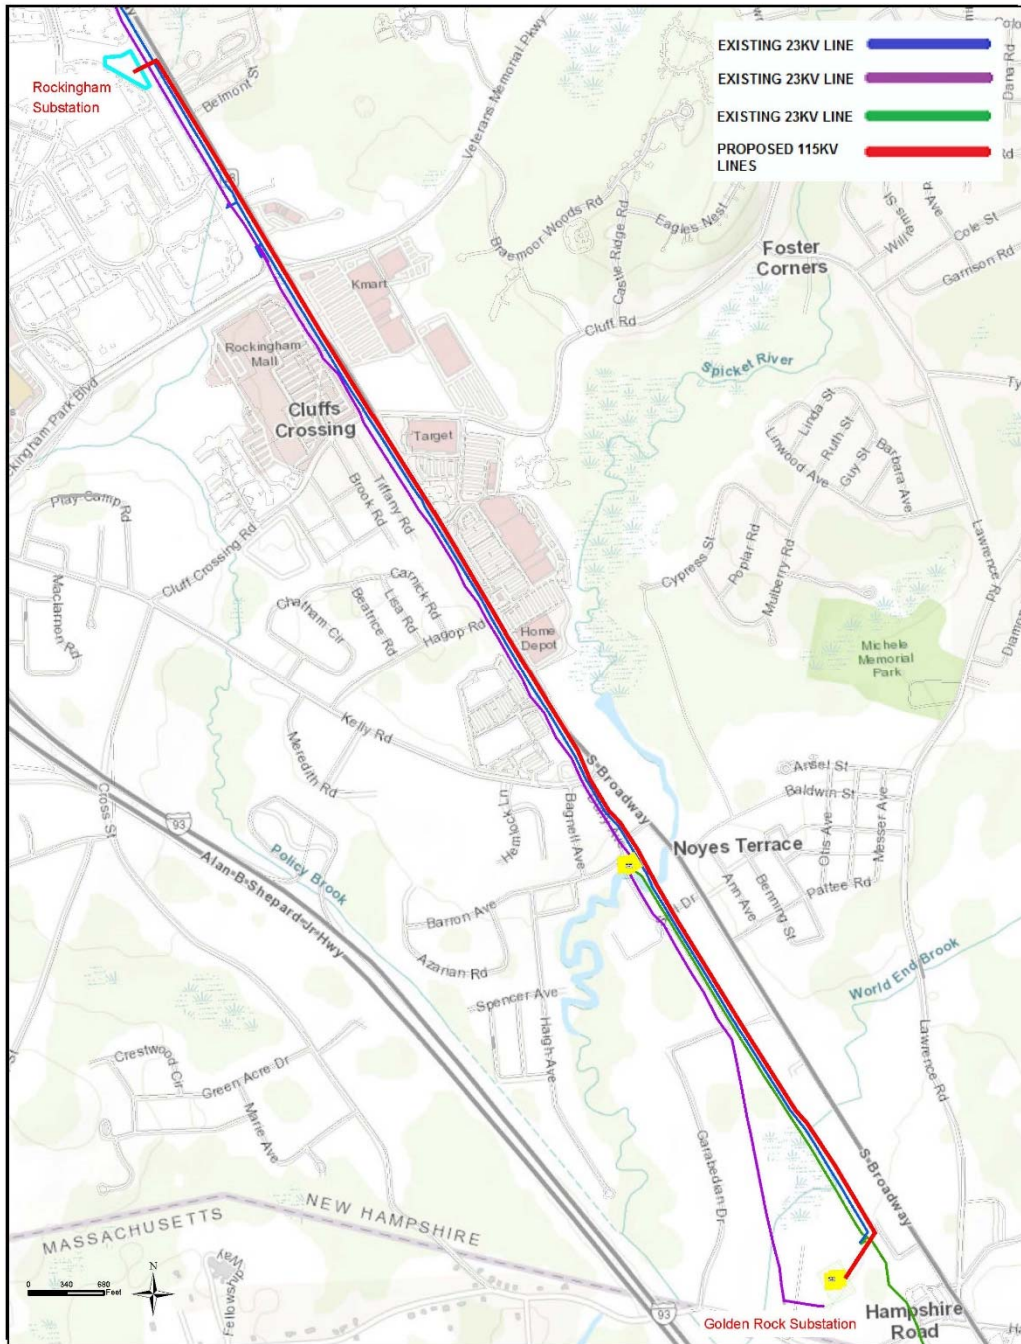 EXISTING 23KV LINE
EXISTING 23KV LINE
EXISTING 23KV LINE
PROPOSED 115KV
LINES
Rockingham
Substation
Belmont St
Veterans Memorial Pkwy
Dana Rd
Braemoor Woods Rd
Castle Ridge Rd
Eagles Nest
Cole St
Garrison Rd
Foster
Corners
Kmart
Cluff Rd
Rockingham
Mall
Spicket River
Cluffs
Crossing
Target
Linda St
Ruth St
Guy St
Linwood Ave
Barbara Ave
Tiffany Rd
Brook Rd
Play Camp Rd
Cluff Crossing Rd
Cypress St
Poplar Rd
Mulberry Rd
Lawrence Rd
Maclarnon Rd
Chatham Cir
Beatrice Rd
Lisa Rd
Hagop Rd
Home
Depot
Michele
Memorial
Park
Kelly Rd
Meredith Rd
S-Broadway
Ansel St
Baldwin St
Cross St
93
Hemlock Ln
Bagnell Ave
Otis Ave
Messer Ave
Noyes Terrace
Policy Brook
Alan-B-Shepard-Jr-Hwy
Ann Ave
Benning St
Pattee Rd
Barron Ave
Azarian Rd
World End Brook
Spencer Ave
Haigh Ave
Lawrence Rd
Crestwood Cir
Green Acre Dr
Marie Ave
Garabedian Dr
S-Broadway
MASSACHUSETTS
NEW HAMPSHIRE
Fellowship Way
N
0 340 680
Feet
93
Golden Rock Substation
Hampshire
Road